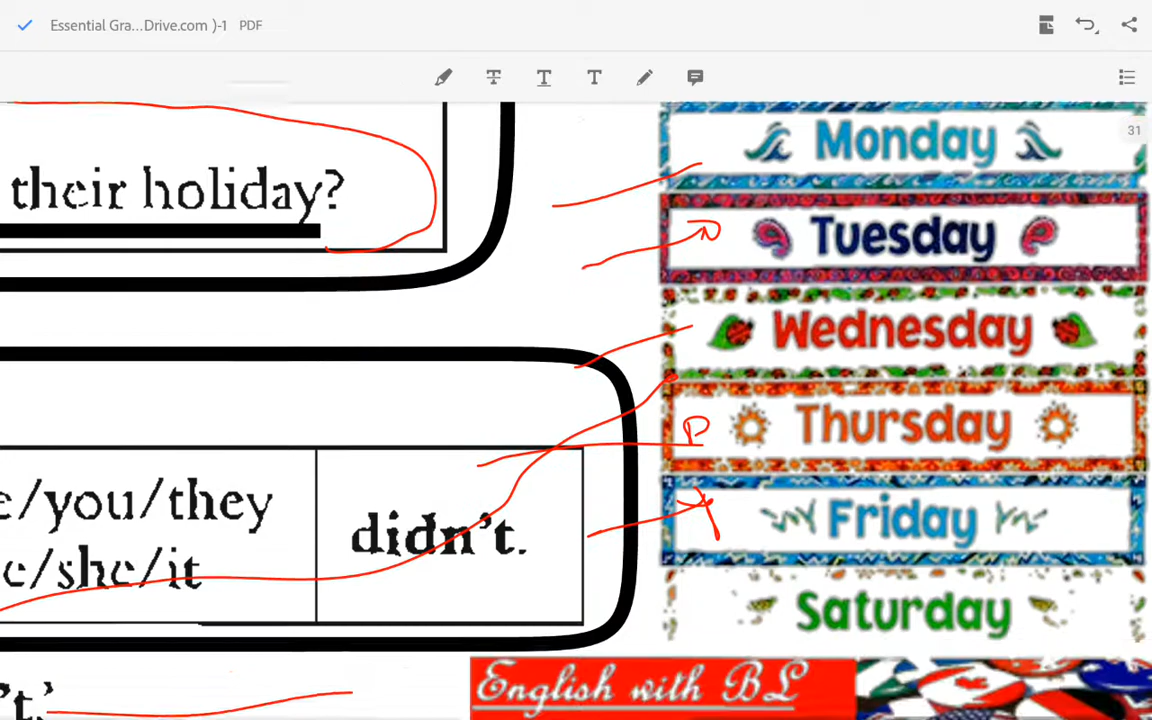 Essential Gra...Drive.com )-1 PDF
31
their holiday?
Monday
Tuesday
Wednesday
Thursday
Friday
Saturday
e/you/they
e/she/it
didn't.
't.'
English with BL